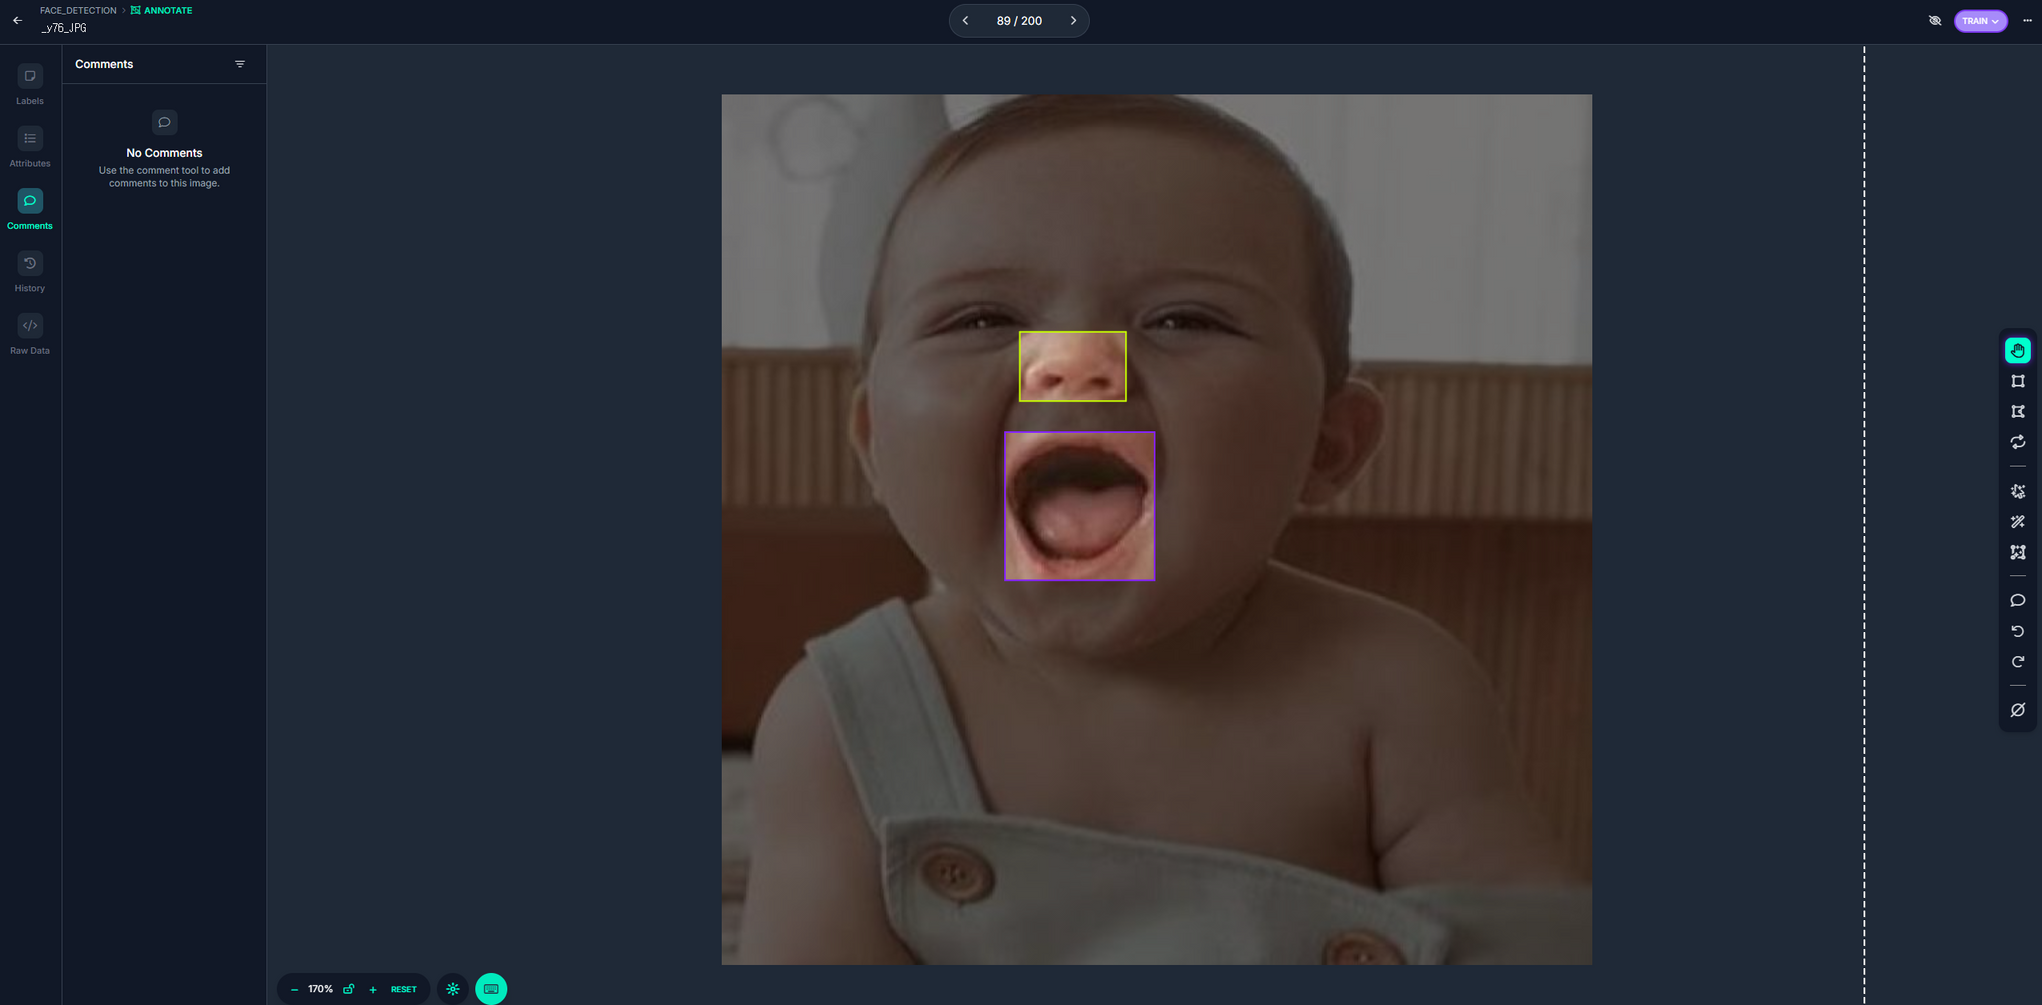 FACE_DETECTION > ANNOTATE
_y76_JPG
89 / 200
TRAIN
Labels
Attributes
Comments
History
Raw Data
Comments
No Comments
Use the comment tool to add
comments to this image.
170%
RESET